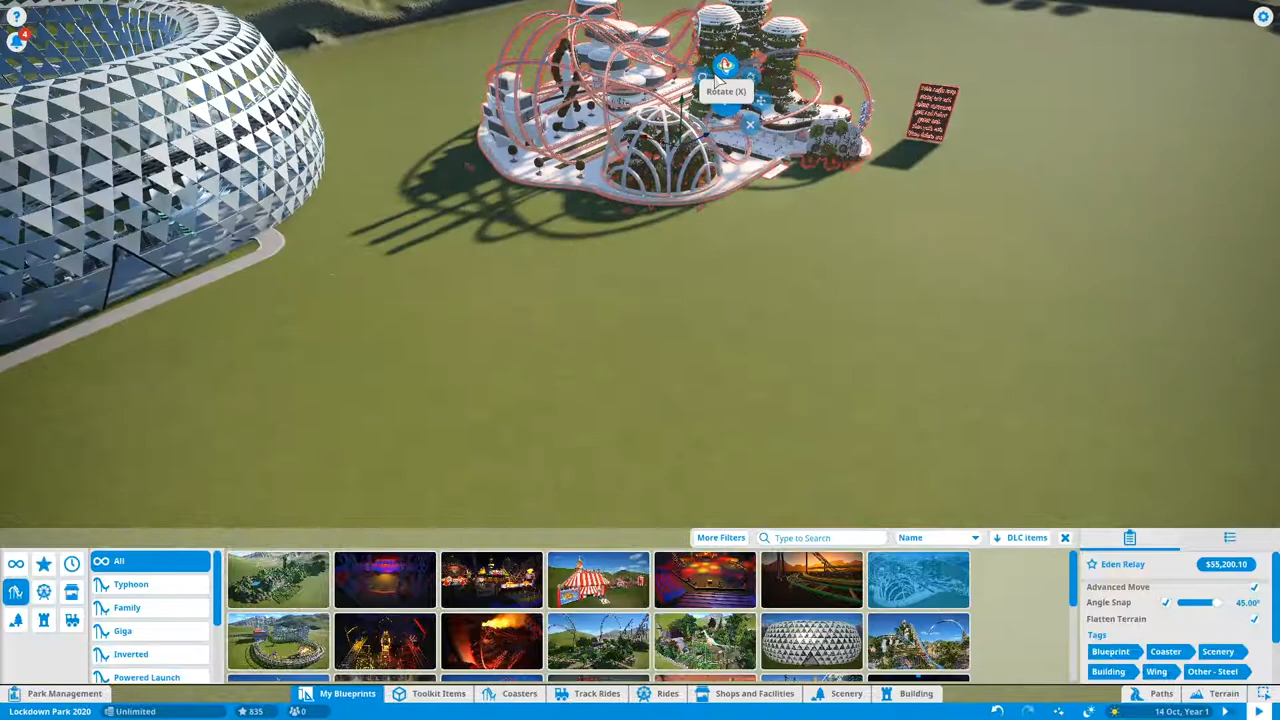 ?
4
Rotate (X)
More Filters
Type to Search
Name
DLC items
All
Typhoon
Family
Giga
Inverted
Powered Launch
Eden Relay
$55,200.10
Advanced Move
Angle Snap
45.00°
Flatten Terrain
Tags
Blueprint
Coaster
Scenery
Building
Wing
Other - Steel
Park Management
My Blueprints
Toolkit Items
Coasters
Track Rides
Rides
Shops and Facilities
Scenery
Building
Paths
Terrain
Lockdown Park 2020
Unlimited
835
0
14 Oct, Year 1